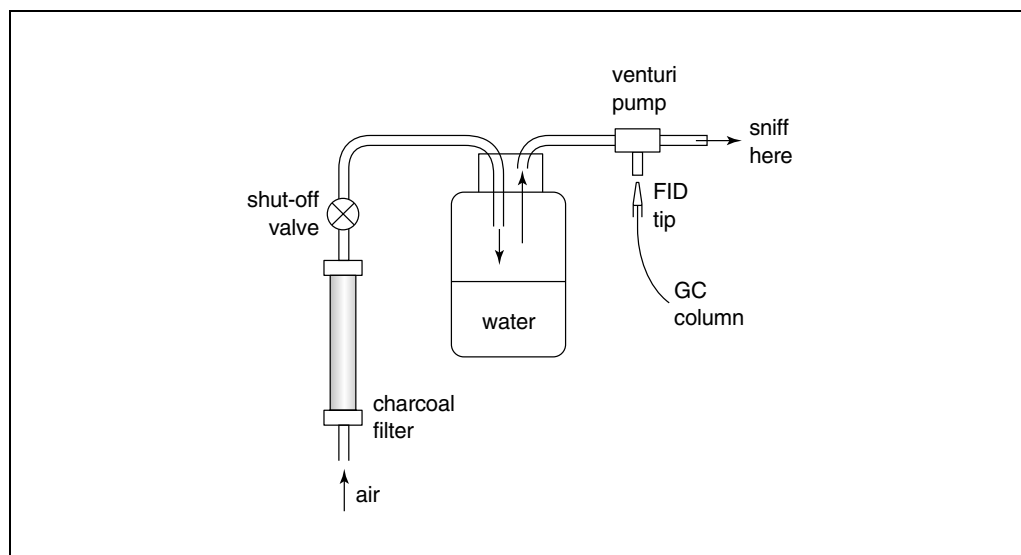 venturi
pump
sniff
here
shut-off
valve
FID
tip
GC
column
water
charcoal
filter
air